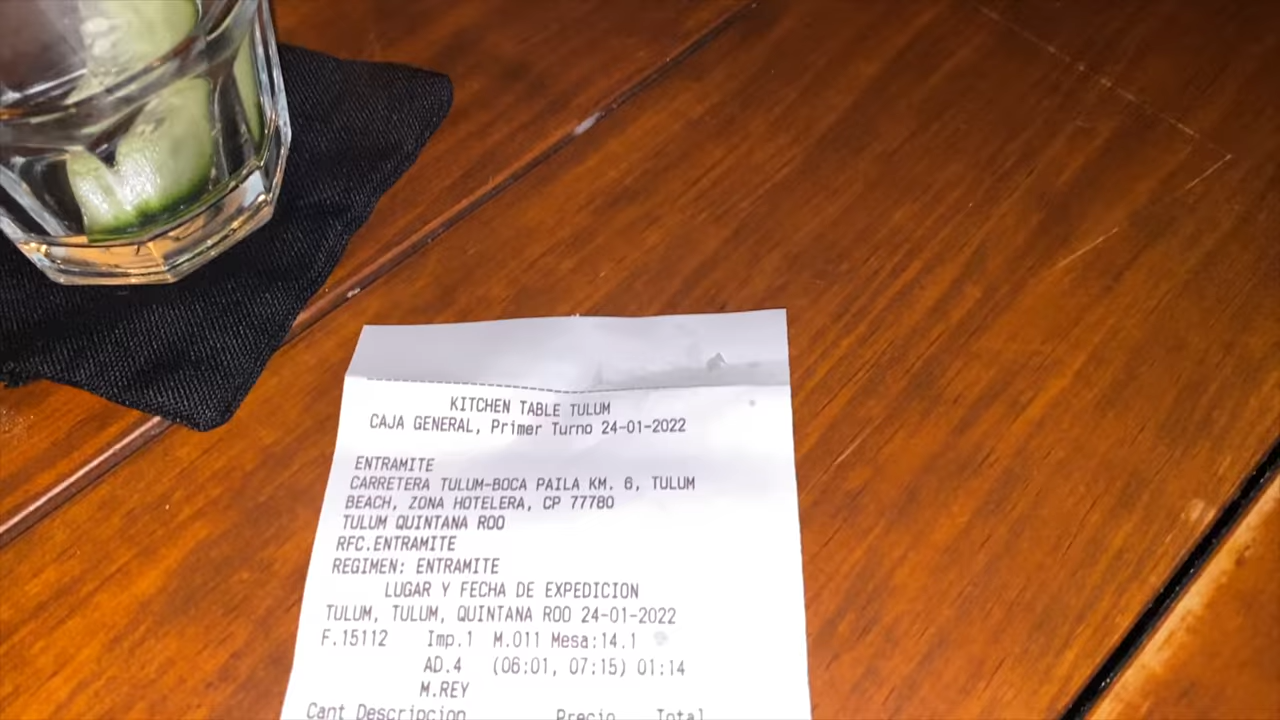 KITCHEN TABLE TULUM
CAJA GENERAL, Primer Turno 24-01-2022
ENTRAMITE
CARRETERA TULUM-BOCA PAILA KM. 6, TULUM
BEACH, ZONA HOTELERA, CP 77780
TULUM QUINTANA ROO
RFC.ENTRAMITE
REGIMEN: ENTRAMITE
LUGAR Y FECHA DE EXPEDICION
TULUM, TULUM, QUINTANA ROO 24-01-2022
F.15112 Imp.1 M.011 Mesa:14.1
AD.4 (06:01, 07:15) 01:14
M.REY
Cant Descripcion Precio Total